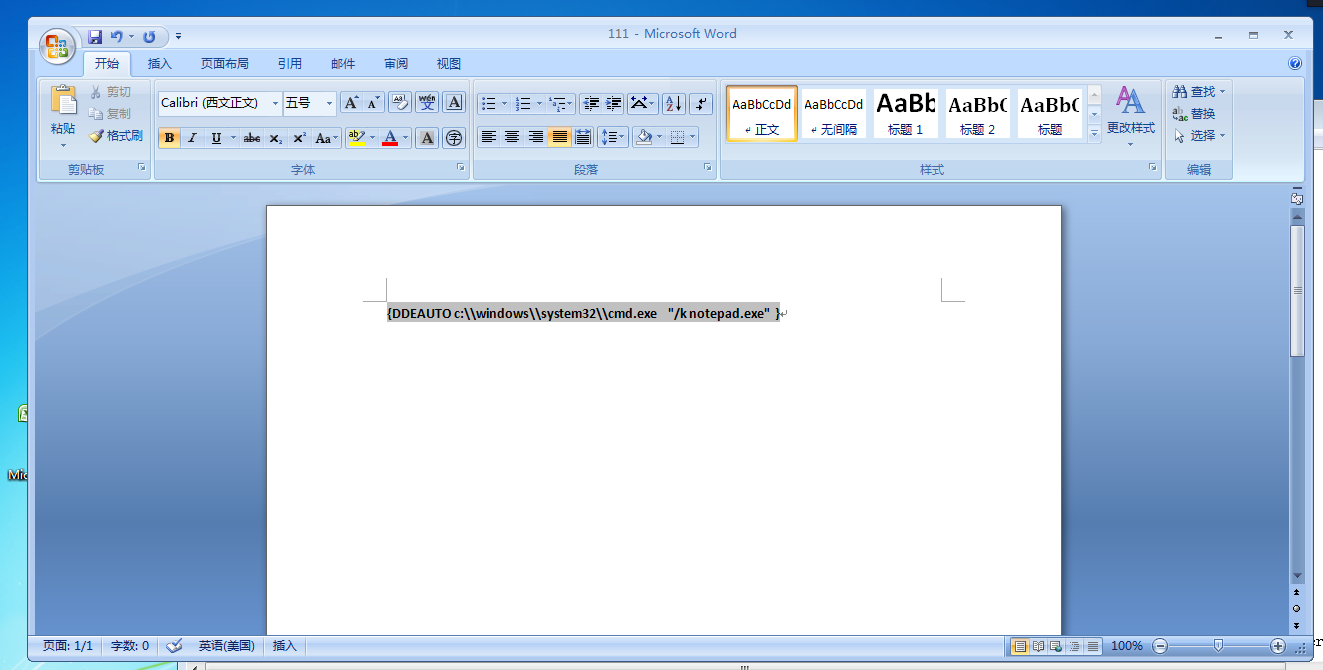 111 - Microsoft Word
开始 插入 页面布局 引用 邮件 审阅 视图
粘贴 剪切
复制
格式刷
剪贴板
Calibri (西文正文) 五号
字体
段落
AaBbCcDd AaBbCcDd AaBb AaBbC AaBbC
正文 无间隔 标题 1 标题 2 标题
更改样式
样式
查找
替换
选择
编辑
{DDEAUTO c:\\windows\\system32\\cmd.exe "/k notepad.exe" }
Mic
页面: 1/1 字数: 0 英语(美国) 插入 100%